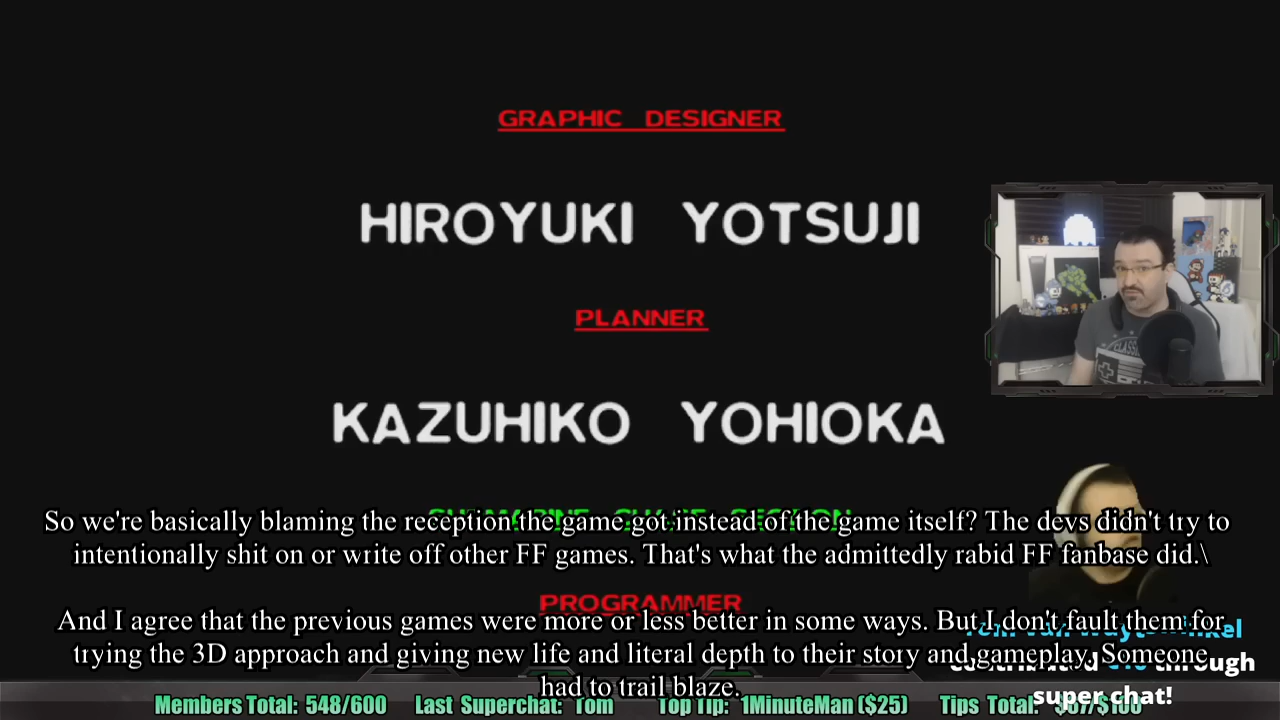 GRAPHIC DESIGNER
HIROYUKI YOTSUJI
PLANNER
KAZUHIKO YOHIOKA
So we're basically blaming the reception the game got instead of the game itself? The devs didn't try to
intentionally shit on or write off other FF games. That's what the admittedly rabid FF fanbase did.\
PROGRAMMER
And I agree that the previous games were more or less better in some ways. But I don't fault them for
trying the 3D approach and giving new life and literal depth to their story and gameplay. Someone
had to trail blaze.
through
super chat!
Members Total: 548/600 Last Superchat: Tom Top Tip: 1MinuteMan ($25) Tips Total: